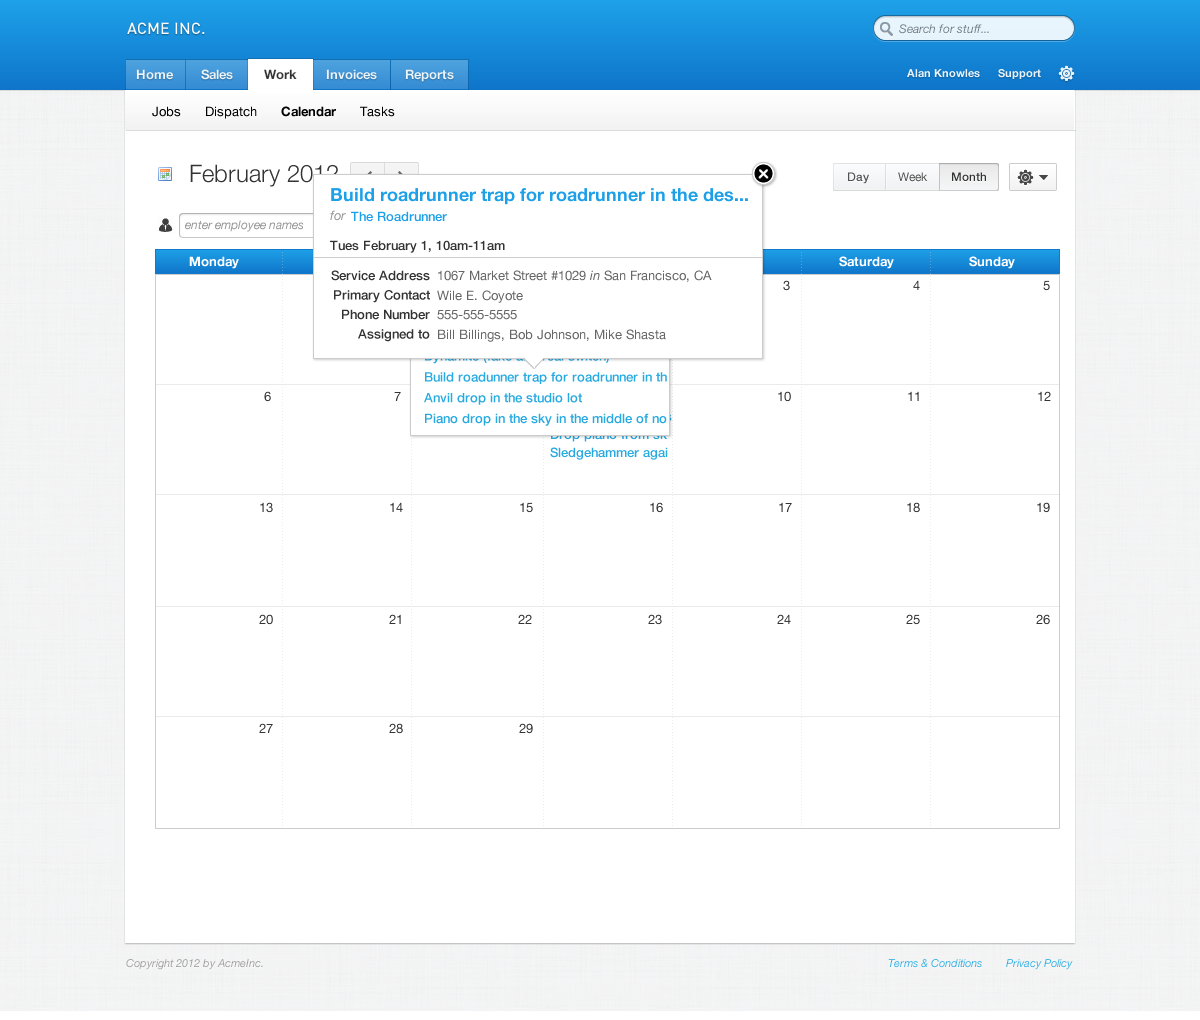 ACME INC.
Search for stuff...
Home Sales Work Invoices Reports
Alan Knowles Support
Jobs Dispatch Calendar Tasks
February 2012
Day Week Month
Build roadrunner trap for roadrunner in the des...
for The Roadrunner
enter employee names
Tues February 1, 10am-11am
Monday Saturday Sunday
Service Address 1067 Market Street #1029 in San Francisco, CA
Primary Contact Wile E. Coyote
Phone Number 555-555-5555
Assigned to Bill Billings, Bob Johnson, Mike Shasta
3 4 5
Build roadunner trap for roadrunner in th
Anvil drop in the studio lot
Piano drop in the sky in the middle of no
6 7 10 11 12
Drop piano from sk
Sledgehammer agai
13 14 15 16 17 18 19
20 21 22 23 24 25 26
27 28 29
Copyright 2012 by AcmeInc.
Terms & Conditions Privacy Policy